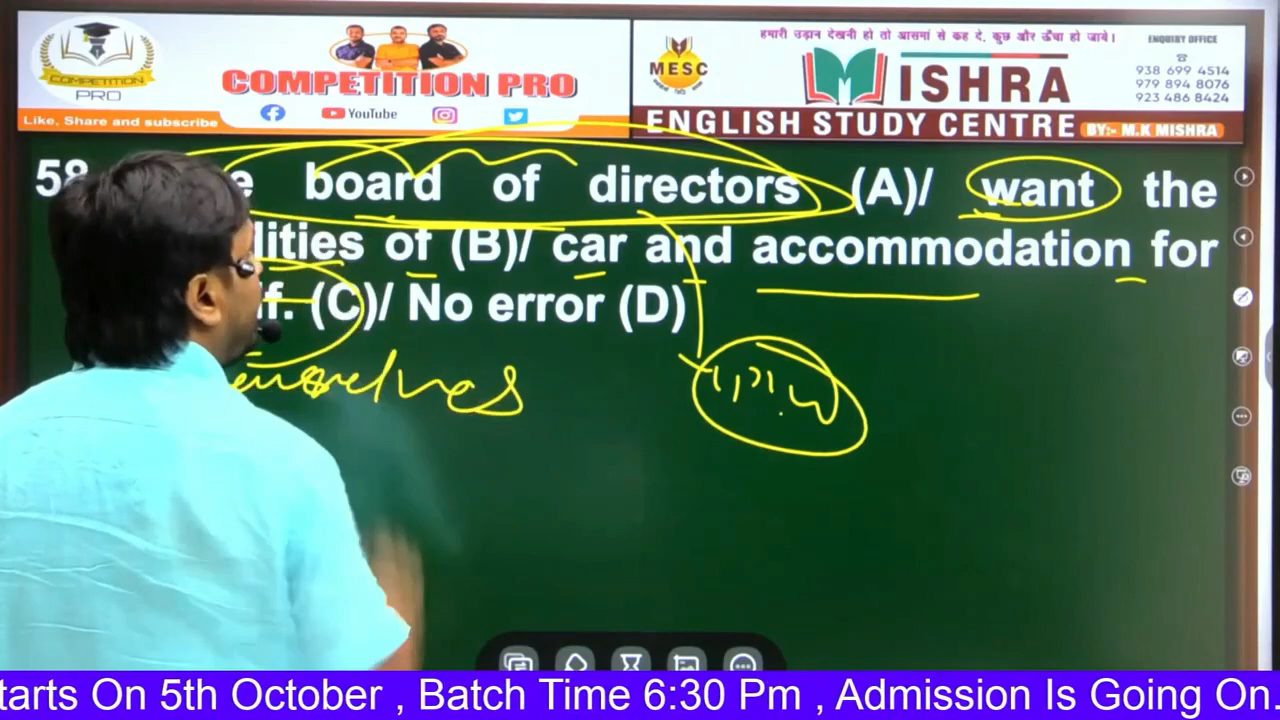 COMPETITION
PRO
Like, Share and subscribe
COMPETITION PRO
YouTube
MESC
हमारी उड़ान देखनी हो तो आसमां से कह दे, कुछ और ऊँचा हो जाये।
MISHRA
ENGLISH STUDY CENTRE
BY:- M.K MISHRA
ENQUIRY OFFICE
938 699 4514
979 894 8076
923 486 8424
58 e board of directors (A)/ want the
lities of (B)/ car and accommodation for
lf. (C)/ No error (D)
emselves
tarts On 5th October , Batch Time 6:30 Pm , Admission Is Going On.